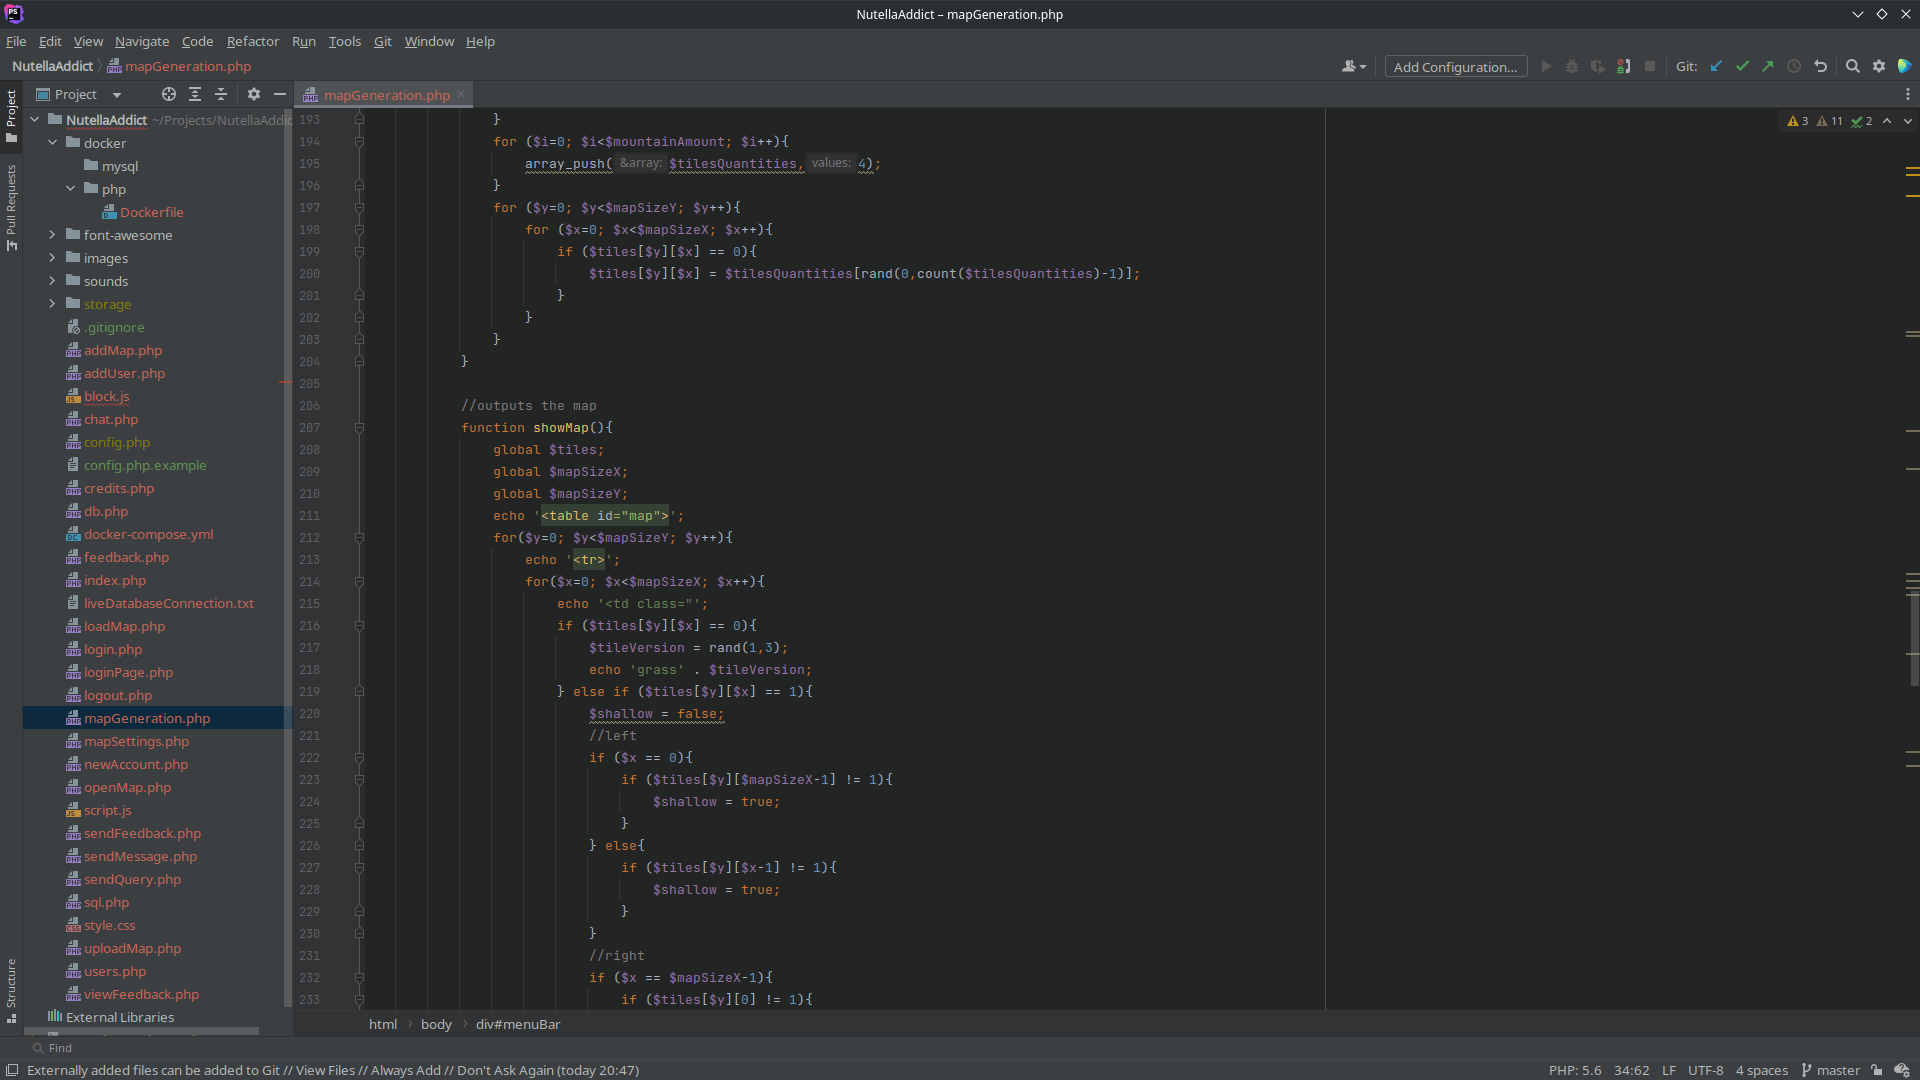 NutellaAddict – mapGeneration.php
File Edit View Navigate Code Refactor Run Tools Git Window Help
NutellaAddict mapGeneration.php
Add Configuration...
Git:
Project
mapGeneration.php
Project
Pull Requests
Structure
NutellaAddict ~/Projects/NutellaAddic
docker
mysql
php
Dockerfile
font-awesome
images
sounds
storage
.gitignore
addMap.php
addUser.php
block.js
chat.php
config.php
config.php.example
credits.php
db.php
docker-compose.yml
feedback.php
index.php
liveDatabaseConnection.txt
loadMap.php
login.php
loginPage.php
logout.php
mapGeneration.php
mapSettings.php
newAccount.php
openMap.php
script.js
sendFeedback.php
sendMessage.php
sendQuery.php
sql.php
style.css
uploadMap.php
users.php
viewFeedback.php
External Libraries
3 11 2
193 }
194 for ($i=0; $i<$mountainAmount; $i++){
195 array_push( &array: $tilesQuantities, values: 4);
196 }
197 for ($y=0; $y<$mapSizeY; $y++){
198 for ($x=0; $x<$mapSizeX; $x++){
199 if ($tiles[$y][$x] == 0){
200 $tiles[$y][$x] = $tilesQuantities[rand(0,count($tilesQuantities)-1)];
201 }
202 }
203 }
204 }
205
206 //outputs the map
207 function showMap(){
208 global $tiles;
209 global $mapSizeX;
210 global $mapSizeY;
211 echo '<table id="map">';
212 for($y=0; $y<$mapSizeY; $y++){
213 echo '<tr>';
214 for($x=0; $x<$mapSizeX; $x++){
215 echo '<td class="';
216 if ($tiles[$y][$x] == 0){
217 $tileVersion = rand(1,3);
218 echo 'grass' . $tileVersion;
219 } else if ($tiles[$y][$x] == 1){
220 $shallow = false;
221 //left
222 if ($x == 0){
223 if ($tiles[$y][$mapSizeX-1] != 1){
224 $shallow = true;
225 }
226 } else{
227 if ($tiles[$y][$x-1] != 1){
228 $shallow = true;
229 }
230 }
231 //right
232 if ($x == $mapSizeX-1){
233 if ($tiles[$y][0] != 1){
html body div#menuBar
Find
Externally added files can be added to Git // View Files // Always Add // Don't Ask Again (today 20:47)
PHP: 5.6 34:62 LF UTF-8 4 spaces master